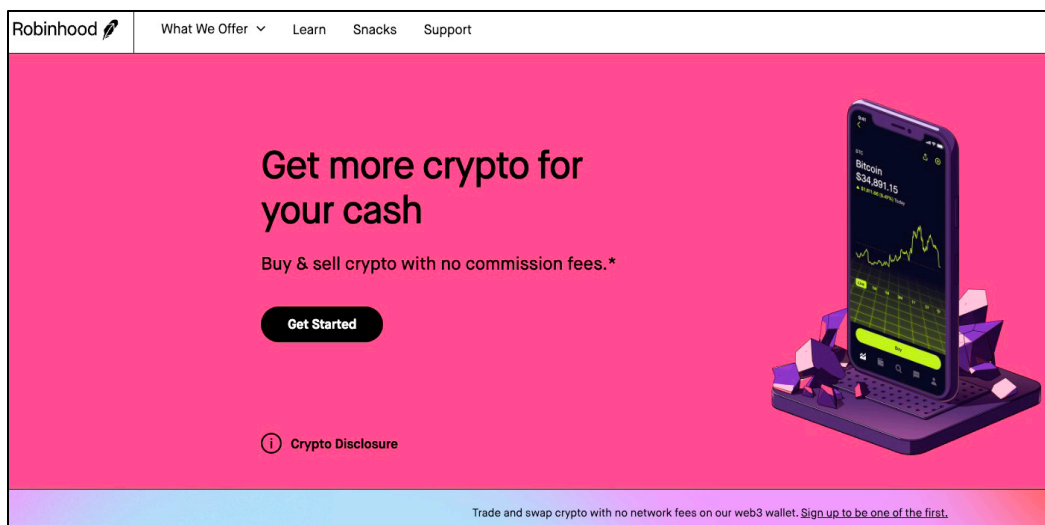 Robinhood
What We Offer
Learn
Snacks
Support
Get more crypto for
your cash
Buy & sell crypto with no commission fees.*
Get Started
Crypto Disclosure
BTC
Bitcoin
$34,891.15
Today
Buy
Trade and swap crypto with no network fees on our web3 wallet. Sign up to be one of the first.